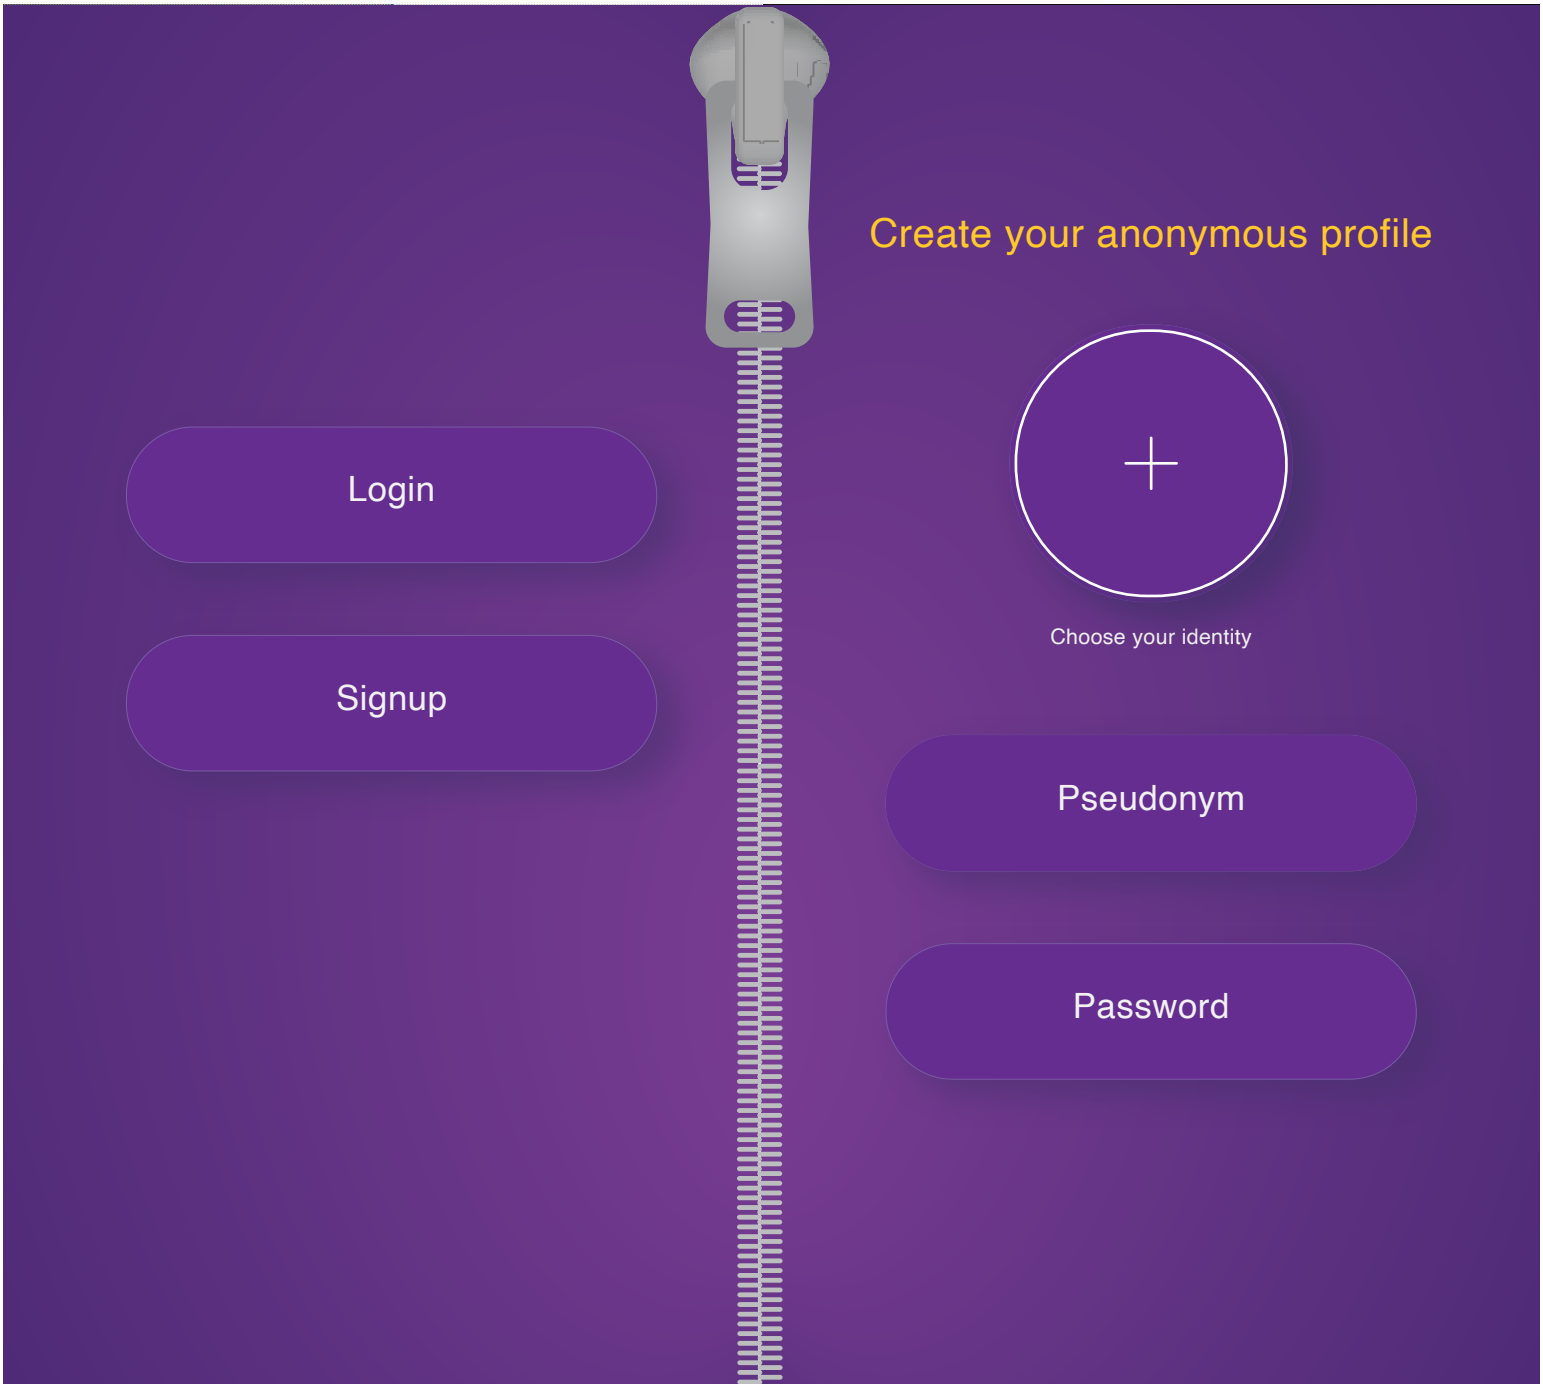 Create your anonymous profile
Login
Choose your identity
Signup
Pseudonym
Password